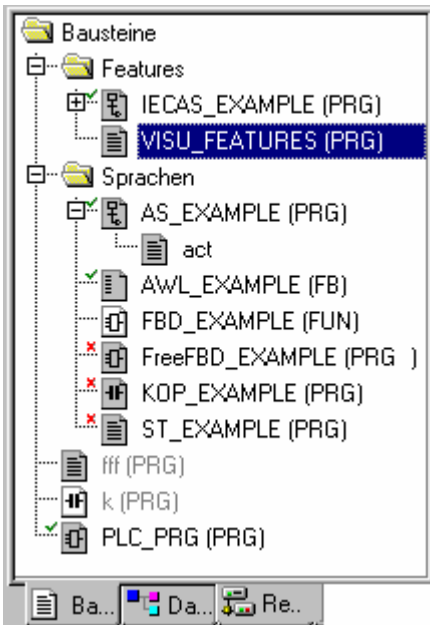 Bausteine
Features
IECAS_EXAMPLE (PRG)
VISU_FEATURES (PRG)
Sprachen
AS_EXAMPLE (PRG)
act
AWL_EXAMPLE (FB)
FBD_EXAMPLE (FUN)
FreeFBD_EXAMPLE (PRG )
KOP_EXAMPLE (PRG)
ST_EXAMPLE (PRG)
fff (PRG)
k (PRG)
PLC_PRG (PRG)
Ba... Da... Re..